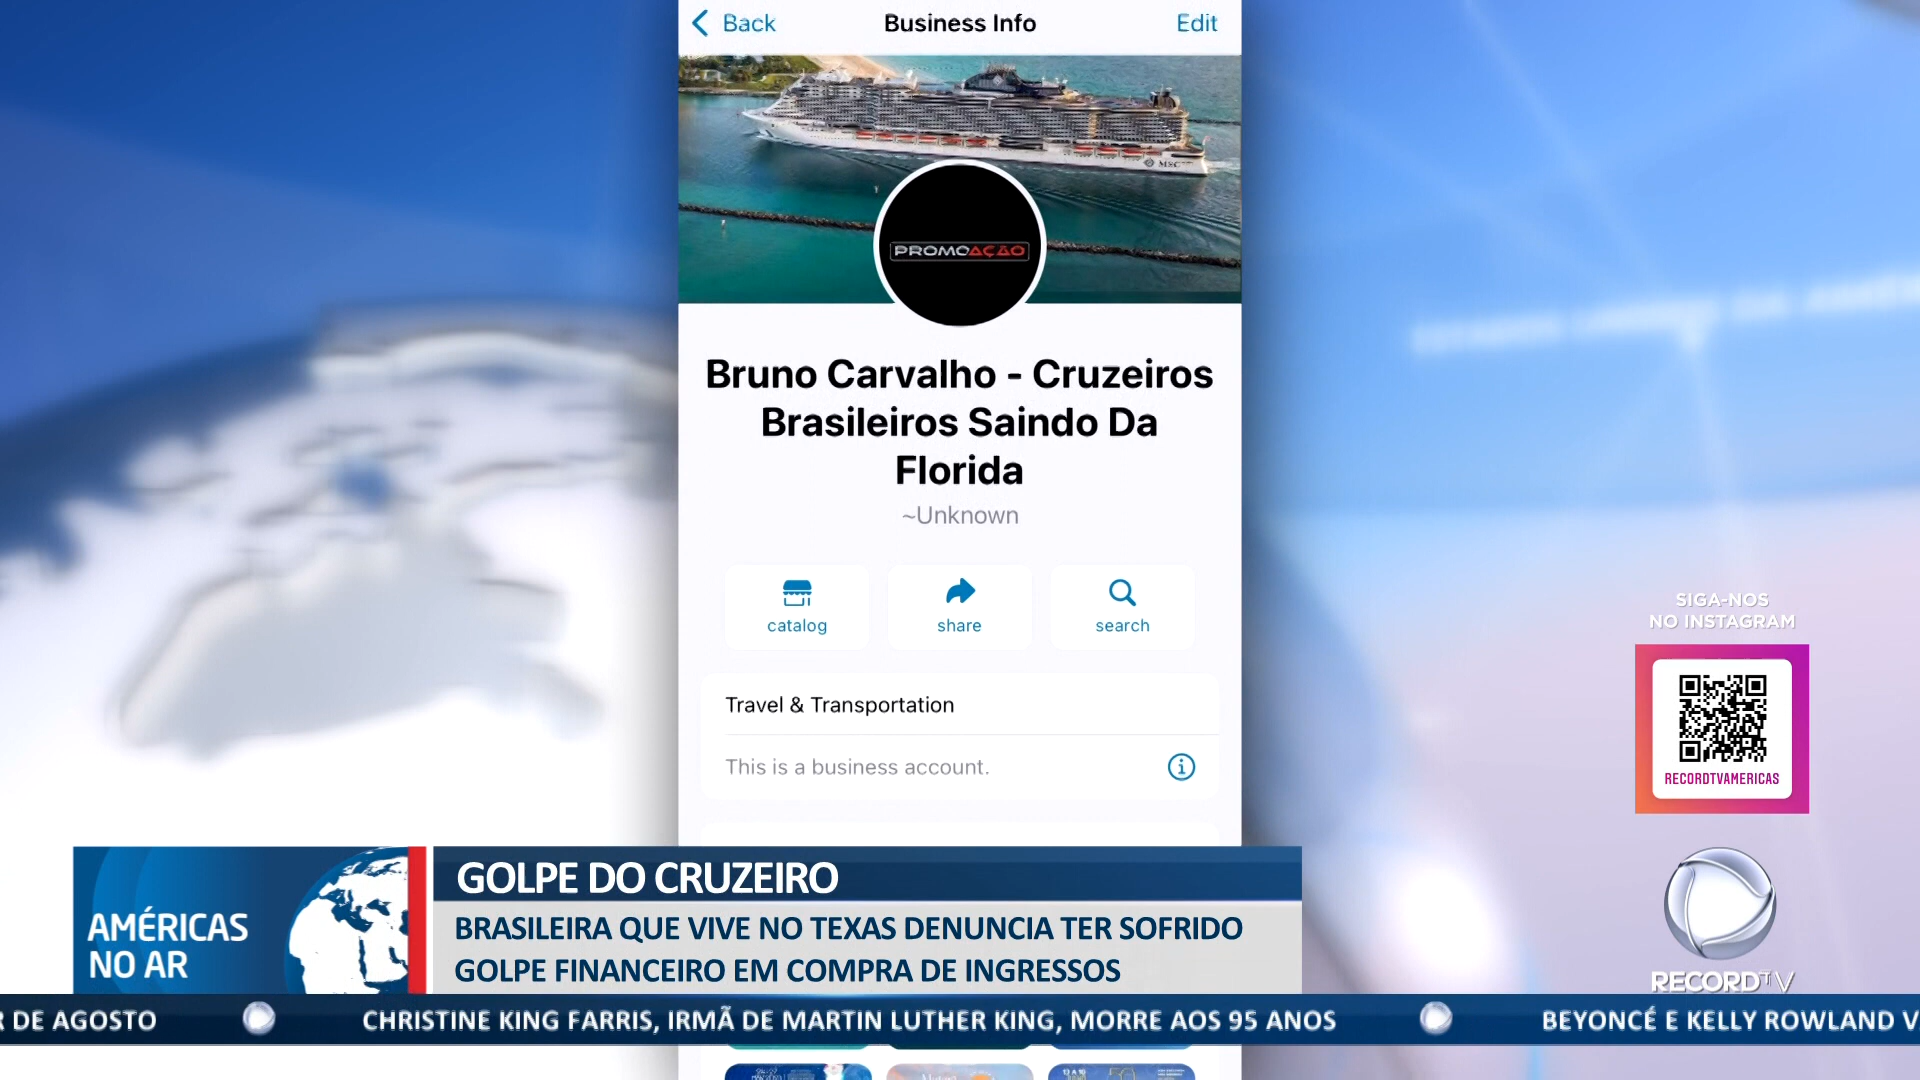 Back
Business Info
Edit
MSC
PROMOAÇÃO
Bruno Carvalho - Cruzeiros
Brasileiros Saindo Da
Florida
~Unknown
catalog
share
search
Travel & Transportation
This is a business account.
SIGA-NOS
NO INSTAGRAM
RECORDTVAMERICAS
GOLPE DO CRUZEIRO
BRASILEIRA QUE VIVE NO TEXAS DENUNCIA TER SOFRIDO
GOLPE FINANCEIRO EM COMPRA DE INGRESSOS
AMÉRICAS
NO AR
RECORDTV
DE AGOSTO
CHRISTINE KING FARRIS, IRMÃ DE MARTIN LUTHER KING, MORRE AOS 95 ANOS
BEYONCÉ E KELLY ROWLAND